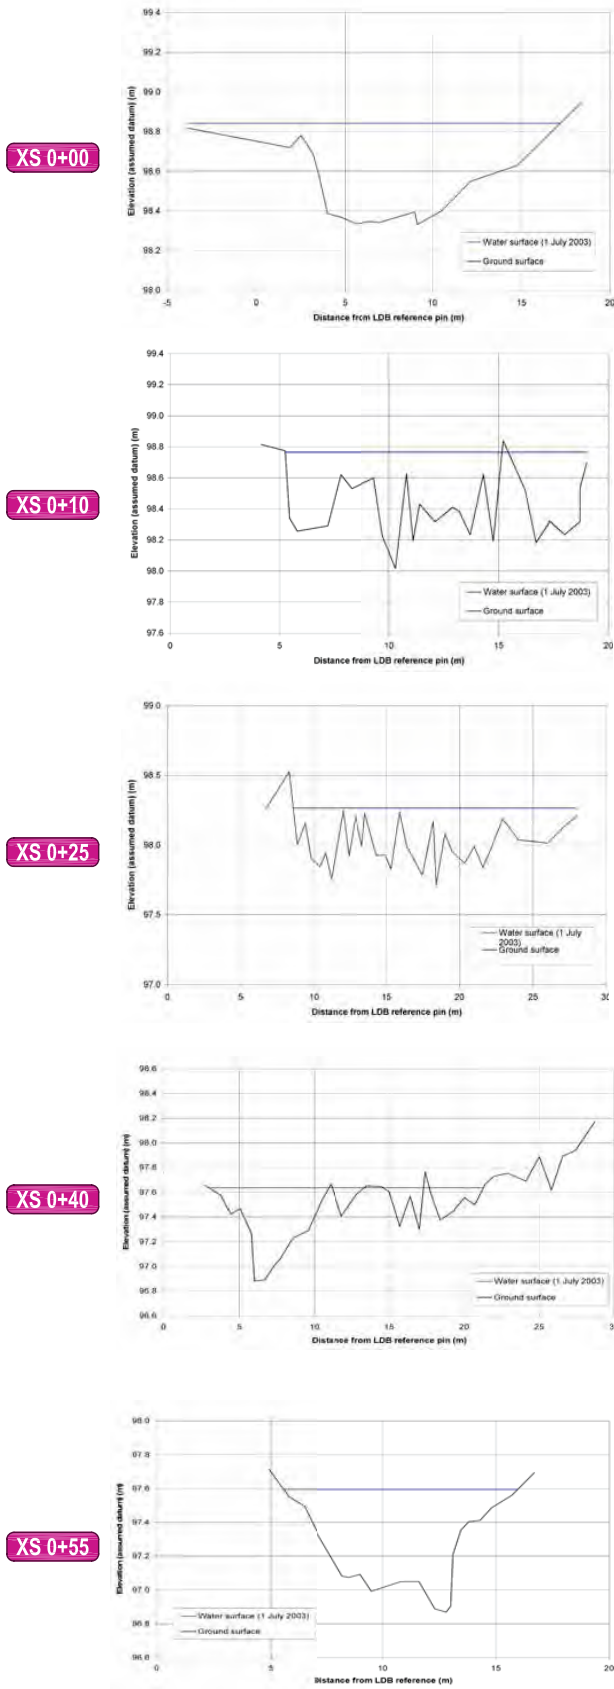 99.4
99.2
99.0
98.8
98.6
98.4
98.2
98.0
Elevation (assumed datum) (m)
XS 0+00
Water surface (1 July 2003)
Ground surface
-5 0 5 10 15 20
Distance from LDB reference pin (m)
99.4
99.2
99.0
98.8
98.6
98.4
98.2
98.0
97.8
97.6
Elevation (assumed datum) (m)
XS 0+10
Water surface (1 July 2003)
Ground surface
0 5 10 15 20
Distance from LDB reference pin (m)
99.0
98.5
98.0
97.5
97.0
Elevation (assumed datum) (m)
XS 0+25
Water surface (1 July
2003)
Ground surface
0 5 10 15 20 25 30
Distance from LDB reference pin (m)
98.6
98.4
98.2
98.0
97.8
97.6
97.4
97.2
97.0
96.8
96.6
Elevation (assumed datum) (m)
XS 0+40
Water surface (1 July 2003)
Ground surface
0 5 10 15 20 25 3
Distance from LDB reference pin (m)
98.0
97.8
97.6
97.4
97.2
97.0
96.8
96.6
Elevation (assumed datum) (m)
XS 0+55
Water surface (1 July 2003)
Ground surface
0 5 10 15 20
Distance from LDB reference (m)